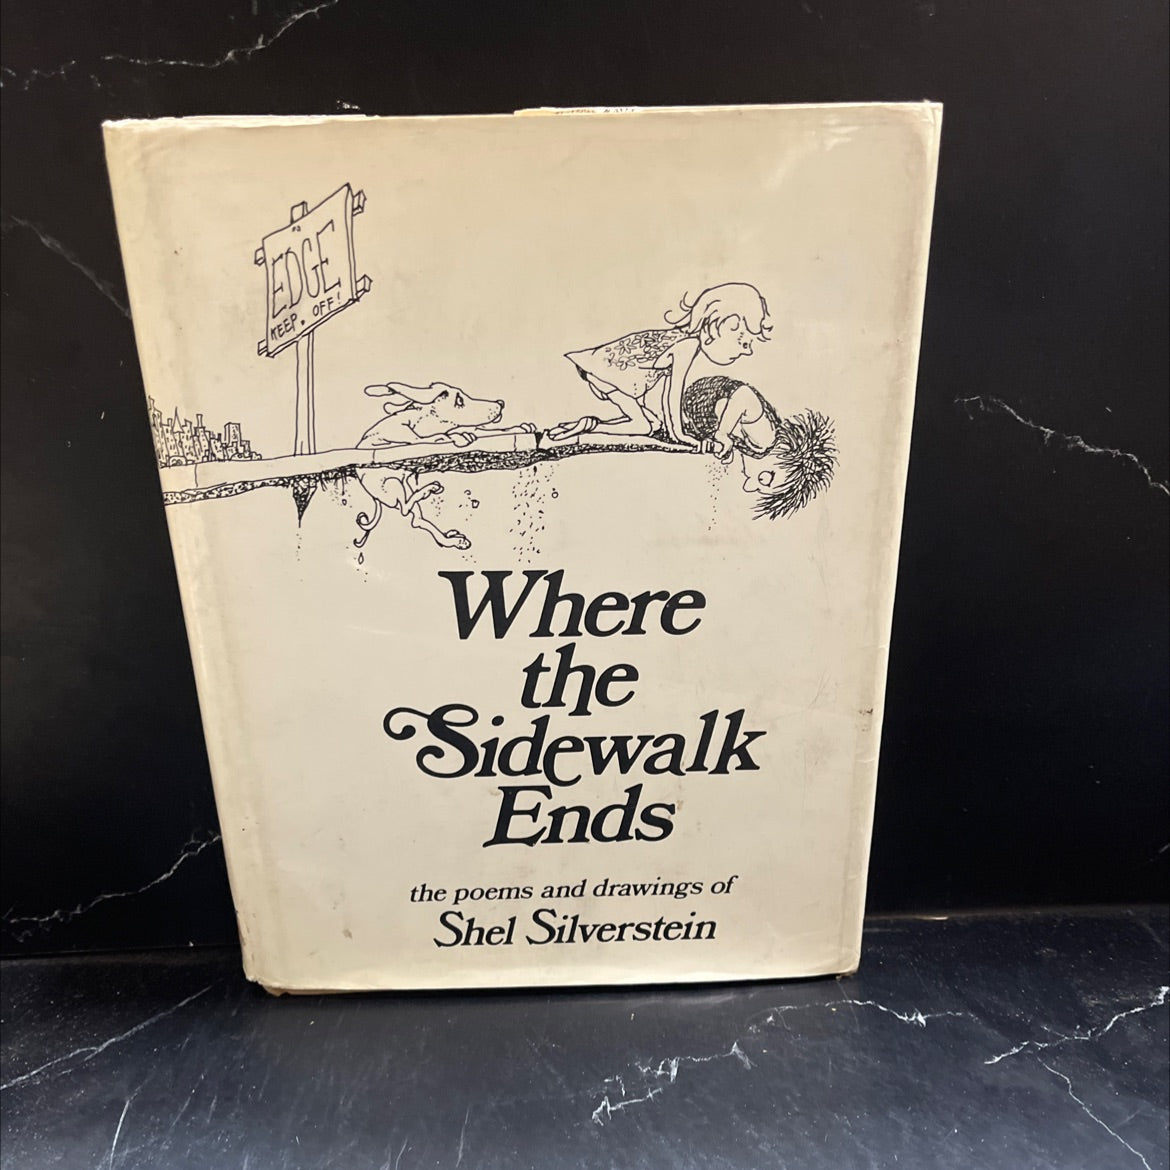 EDGE
KEEP. OFF!
Where
the
Sidewalk
Ends
the poems and drawings of
Shel Silverstein